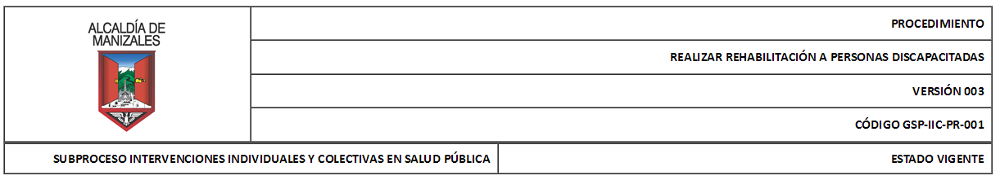 ALCALDÍA DE
MANIZALES
PROCEDIMIENTO
REALIZAR REHABILITACIÓN A PERSONAS DISCAPACITADAS
VERSIÓN 003
CÓDIGO GSP-IIC-PR-001
SUBPROCESO INTERVENCIONES INDIVIDUALES Y COLECTIVAS EN SALUD PÚBLICA
ESTADO VIGENTE